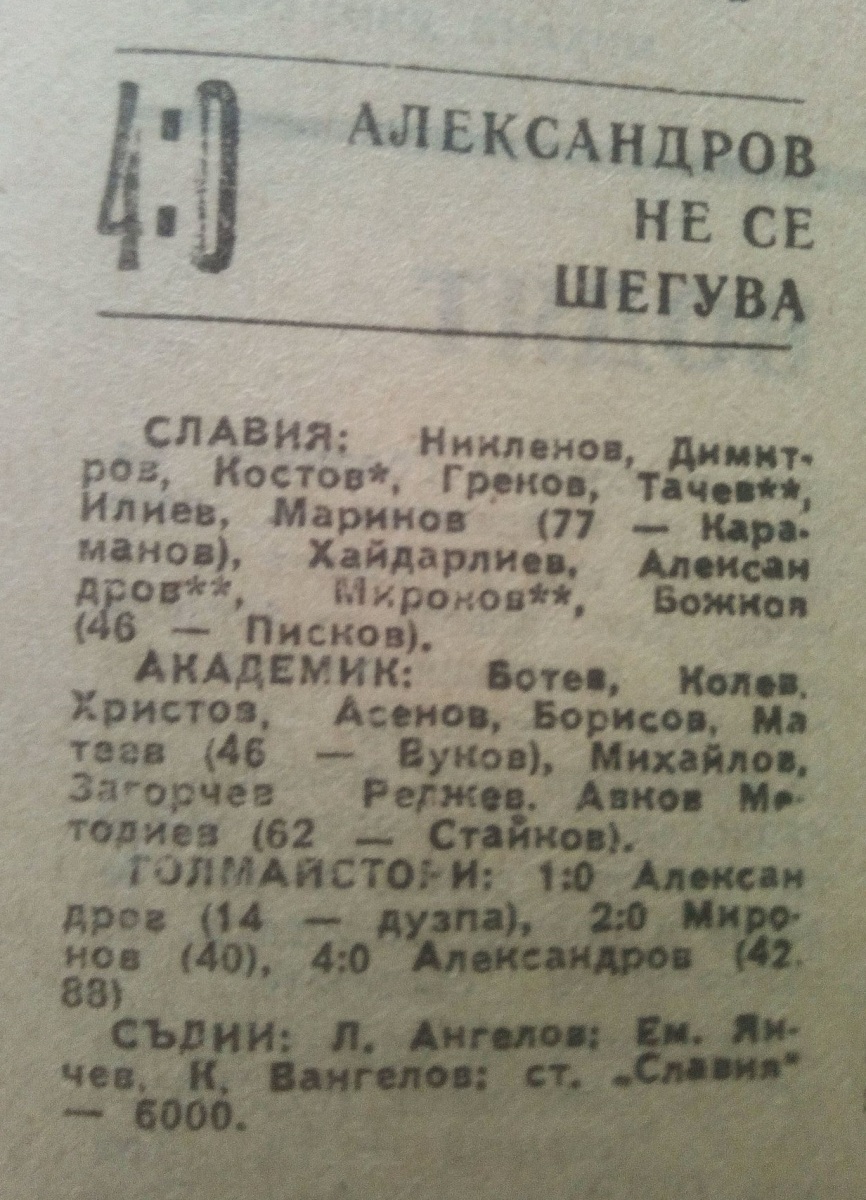 4:0
АЛЕКСАНДРОВ
НЕ СЕ
ШЕГУВА
СЛАВИЯ: Никленов, Димит-
ров, Костов*, Греков, Тачев**,
Илиев, Маринов (77 — Кара-
манов), Хайдарлиев, Алексан
дров**, Миронов**, Божков
(46 — Писков).
АКАДЕМИК: Ботев, Колев,
Христов, Асенов, Борисов, Ма
теев (46 — Вуков), Михайлов,
Загорчев Реджев. Авков Ме-
тодиев (62 — Стайков).
ГОЛМАЙСТОРИ: 1:0 Алексан
дров (14 — дузпа), 2:0 Миро-
нов (40), 4:0 Александров (42.
88)
СЪДИИ: Л. Ангелов; Ем. Ян-
чев, К. Вангелов; ст. „Славия"
— 6000.